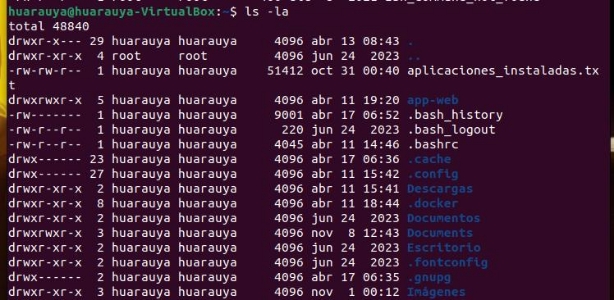 huarauya@huarauya-VirtualBox:~$ ls -la
total 48840
drwxr-x--- 29 huarauya huarauya     4096 abr 13 08:43 .
drwxr-xr-x  4 root     root         4096 jun 24  2023 ..
-rw-rw-r--  1 huarauya huarauya    51412 oct 31 00:40 aplicaciones_instaladas.tx
t
drwxrwxr-x  5 huarauya huarauya     4096 abr 11 19:20 app-web
-rw-------  1 huarauya huarauya     9001 abr 17 06:52 .bash_history
-rw-r--r--  1 huarauya huarauya      220 jun 24  2023 .bash_logout
-rw-r--r--  1 huarauya huarauya     4045 abr 11 14:46 .bashrc
drwx------ 23 huarauya huarauya     4096 abr 17 06:36 .cache
drwx------ 27 huarauya huarauya     4096 abr 11 15:42 .config
drwxr-xr-x  2 huarauya huarauya     4096 abr 11 15:41 Descargas
drwxr-xr-x  8 huarauya huarauya     4096 abr 11 18:44 .docker
drwxr-xr-x  2 huarauya huarauya     4096 jun 24  2023 Documentos
drwxrwxr-x  3 huarauya huarauya     4096 nov  8 12:43 Documents
drwxr-xr-x  2 huarauya huarauya     4096 jun 24  2023 Escritorio
drwxr-xr-x  2 huarauya huarauya     4096 jun 24  2023 .fontconfig
drwx------  2 huarauya huarauya     4096 abr 17 06:35 .gnupg
drwxr-xr-x  3 huarauya huarauya     4096 nov  1 00:12 Imágenes